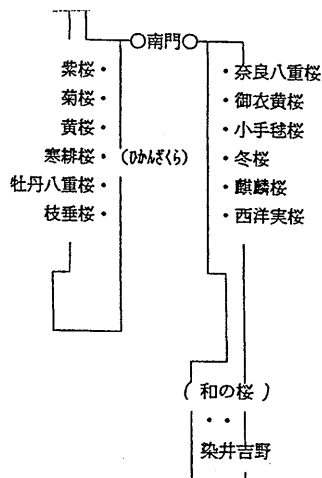 南門
紫桜・
菊桜・
黄桜・
寒緋桜・(ひかんざくら)
牡丹八重桜・
枝垂桜・
・奈良八重桜
・御衣黄桜
・小手毬桜
・冬桜
・麒麟桜
・西洋実桜
(和の桜)
・・
染井吉野